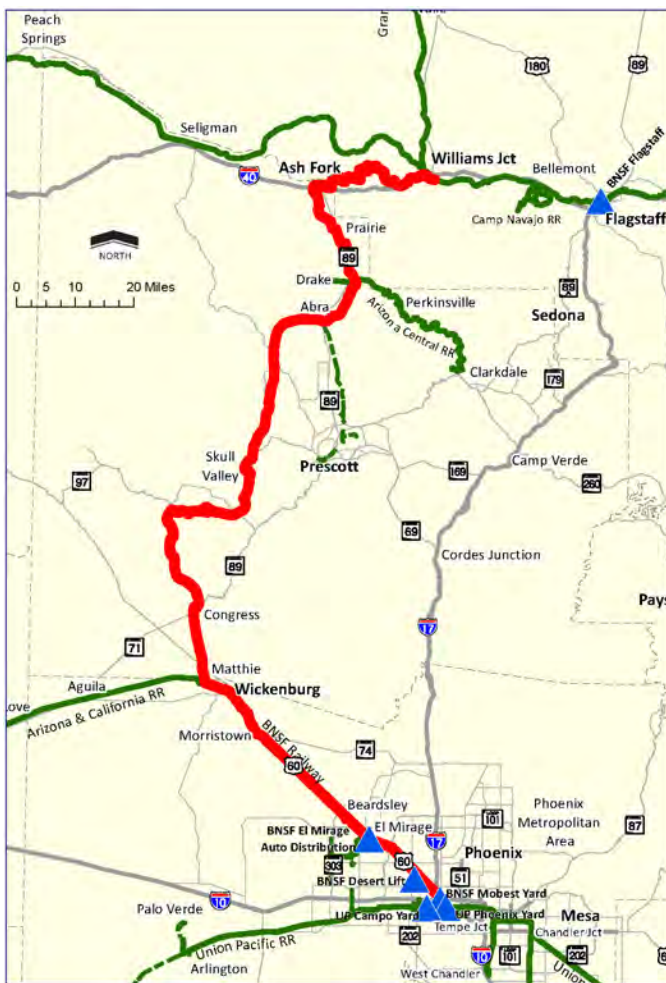 Peach
Springs
180
89
Seligman
Ash Fork
Williams Jct
Bellemont
BNSF Flagstaff
40
Camp Navajo RR
Flagstaff
Prairie
NORTH
89
0 5 10 20 Miles
Drake
Perkinsville
89
Abra
Arizona Central RR
Sedona
Clarkdale
179
89
Skull
Valley
Prescott
169
Camp Verde
97
260
69
Cordes Junction
89
Congress
Pays
17
71
Matthie
Aguila
Wickenburg
Arizona & California RR
Morristown
BNSF Railway
74
60
Beardsley
BNSF El Mirage
Auto Distribution
El Mirage
101
Phoenix
Metropolitan
Area
87
17
303
60
Phoenix
51
BNSF Desert Lift
BNSF Mobest Yard
10
Palo Verde
UP Campo Yard
UP Phoenix Yard
Mesa
Tempe Jct
Chandler Jct
202
Union Pacific RR
101
202
Arlington
10
West Chandler
Union